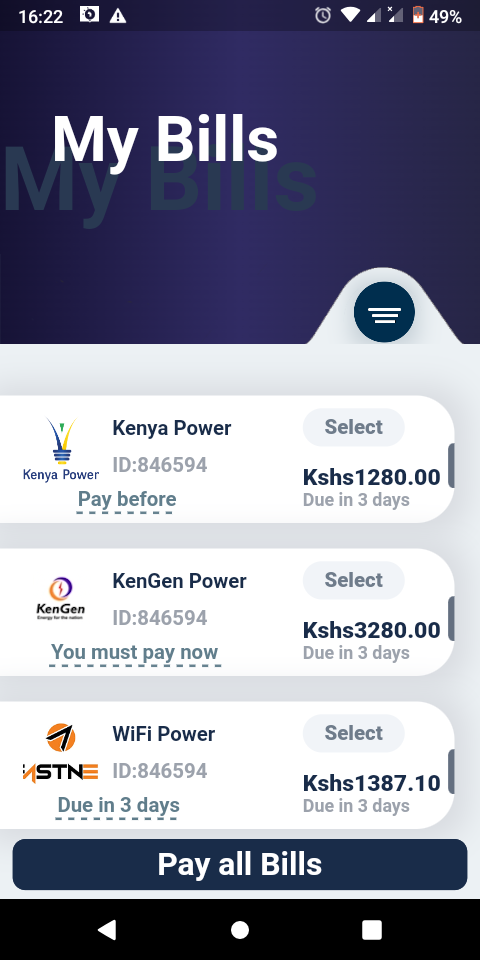 16:22
49%
My Bills
My Bills
Kenya Power
Select
Kenya Power
ID:846594
Kshs1280.00
Pay before
Due in 3 days
KenGen Power
Select
KenGen
Energy for the nation
ID:846594
Kshs3280.00
You must pay now
Due in 3 days
WiFi Power
Select
ID:846594
Kshs1387.10
Due in 3 days
Due in 3 days
Pay all Bills